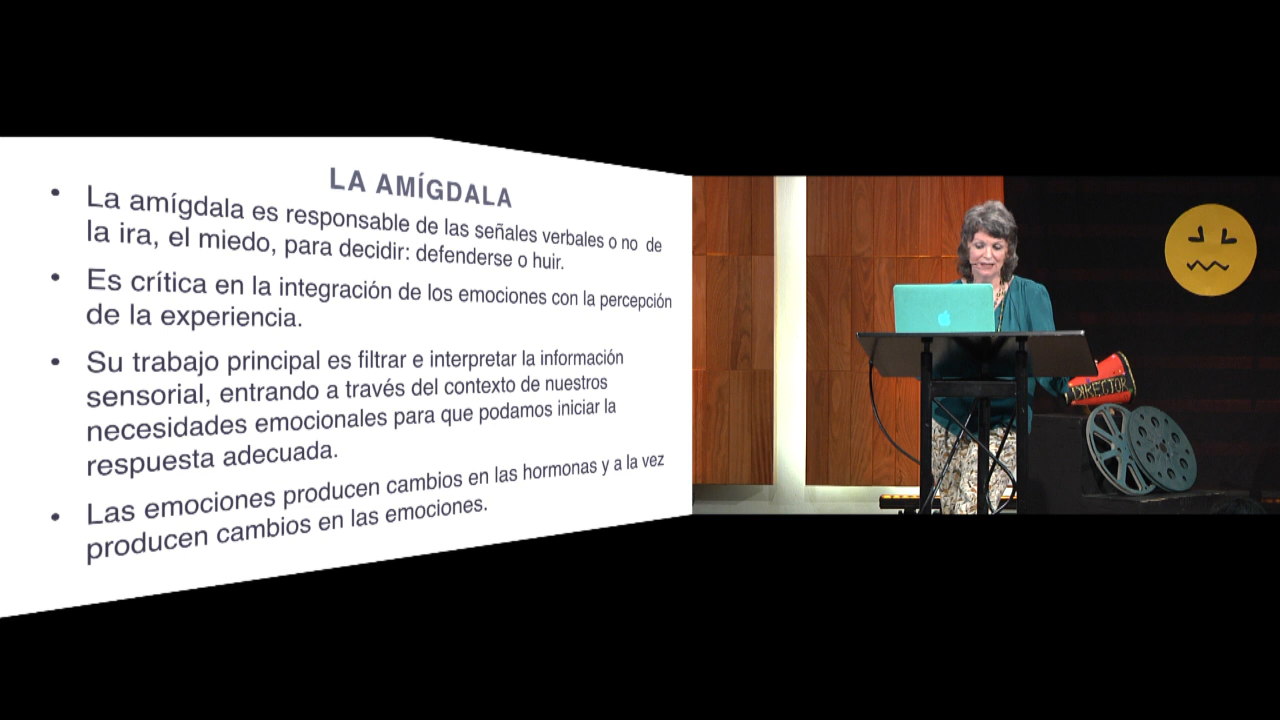 LA AMÍGDALA
• La amígdala es responsable de las señales verbales o no de
la ira, el miedo, para decidir: defenderse o huir.
• Es crítica en la integración de los emociones con la percepción
de la experiencia.
• Su trabajo principal es filtrar e interpretar la información
sensorial, entrando a través del contexto de nuestros
necesidades emocionales para que podamos iniciar la
respuesta adecuada.
• Las emociones producen cambios en las hormonas y a la vez
producen cambios en las emociones.
DIRECTOR